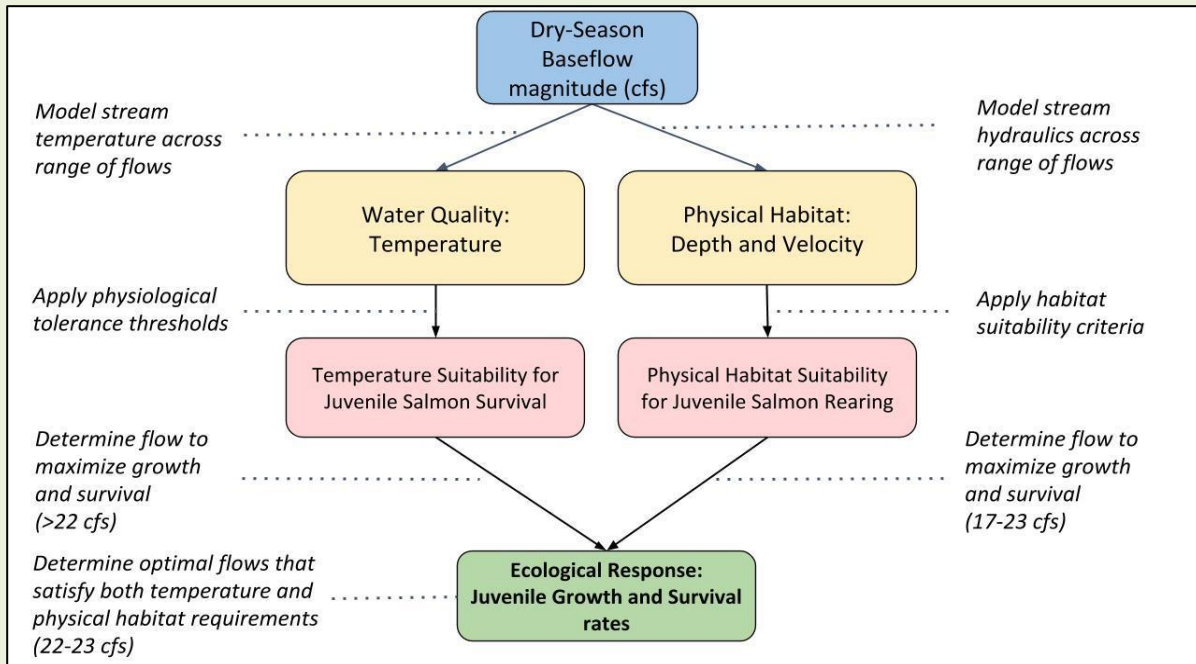 Dry-Season
Baseflow
magnitude (cfs)
Model stream
temperature across
range of flows
Model stream
hydraulics across
range of flows
Water Quality:
Temperature
Physical Habitat:
Depth and Velocity
Apply physiological
tolerance thresholds
Apply habitat
suitability criteria
Temperature Suitability for
Juvenile Salmon Survival
Physical Habitat Suitability
for Juvenile Salmon Rearing
Determine flow to
maximize growth
and survival
(>22 cfs)
Determine flow to
maximize growth
and survival
(17-23 cfs)
Determine optimal flows that
satisfy both temperature and
physical habitat requirements
(22-23 cfs)
Ecological Response:
Juvenile Growth and Survival
rates